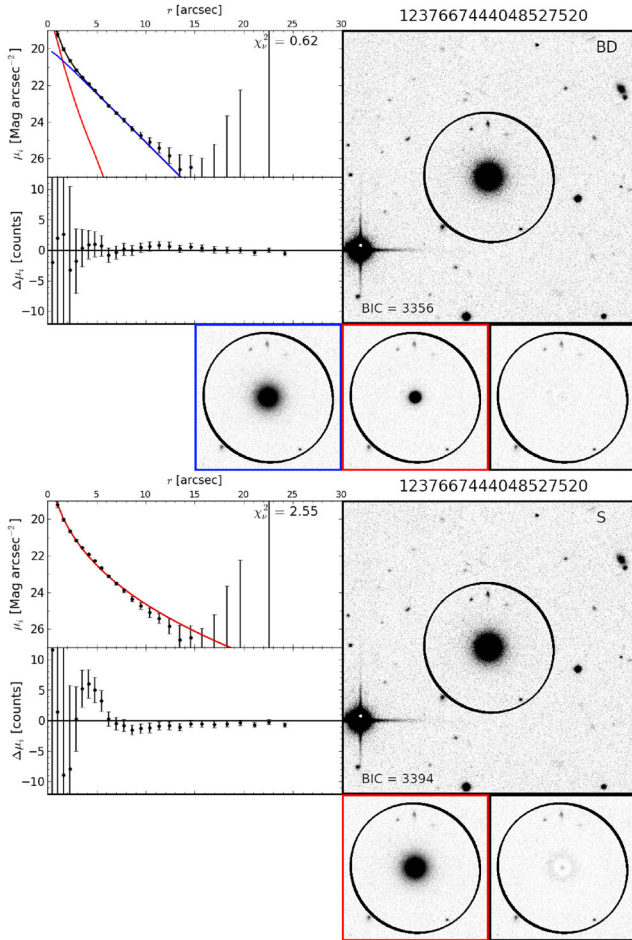 r [arcsec]
1237667444048527520
0 5 10 15 20 25 30
χ²ᵥ = 0.62
BD
μᵢ [Mag arcsec⁻²]
20
22
24
26
Δμᵢ [counts]
10
5
0
−5
−10
BIC = 3356
r [arcsec]
1237667444048527520
0 5 10 15 20 25 30
χ²ᵥ = 2.55
S
μᵢ [Mag arcsec⁻²]
20
22
24
26
Δμᵢ [counts]
10
5
0
−5
−10
BIC = 3394